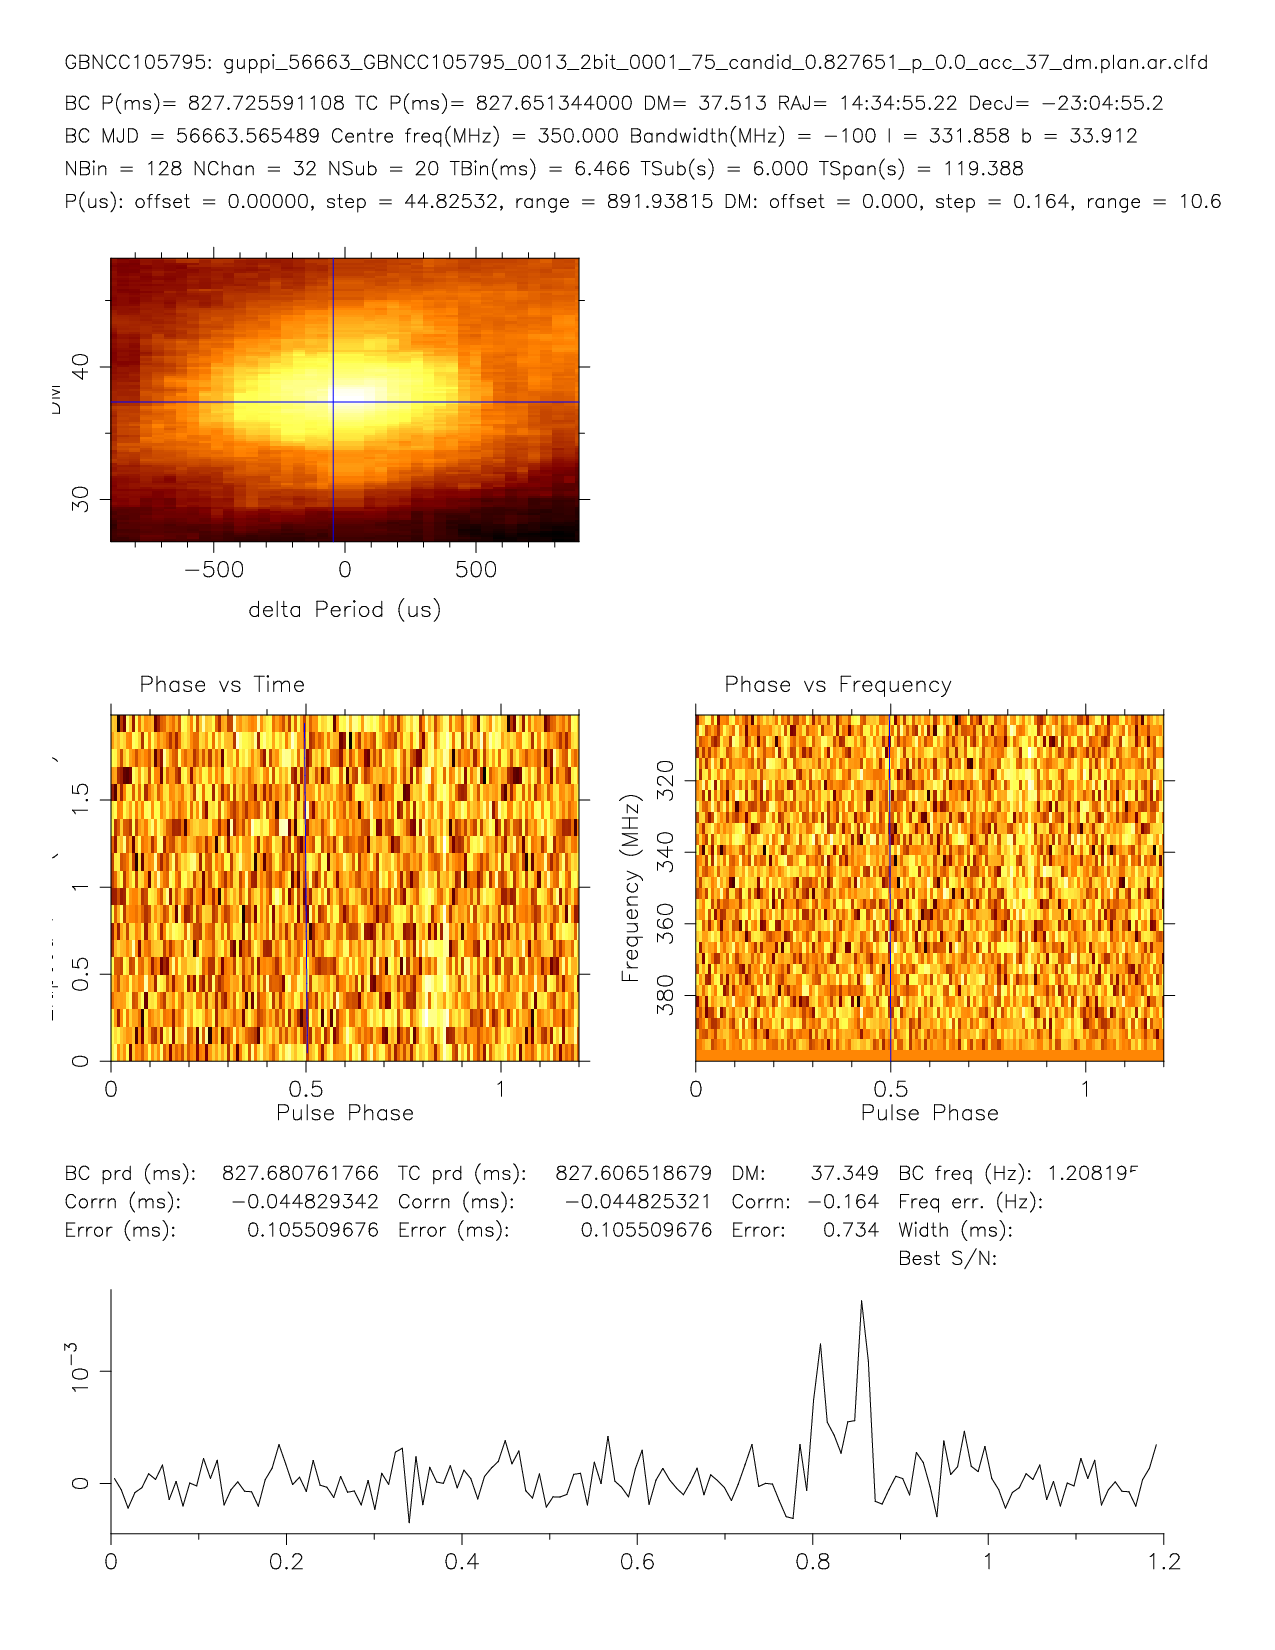 GBNCC105795: guppi_56663_GBNCC105795_0013_2bit_0001_75_candid_0.827651_p_0.0_acc_37_dm.plan.ar.clfd
BC P(ms)= 827.725591108 TC P(ms)= 827.651344000 DM= 37.513 RAJ= 14:34:55.22 DecJ= −23:04:55.2
BC MJD = 56663.565489 Centre freq(MHz) = 350.000 Bandwidth(MHz) = −100 l = 331.858 b = 33.912
NBin = 128 NChan = 32 NSub = 20 TBin(ms) = 6.466 TSub(s) = 6.000 TSpan(s) = 119.388
P(us): offset = 0.00000, step = 44.82532, range = 891.93815 DM: offset = 0.000, step = 0.164, range = 10.6
DM
40
30
−500 0 500
delta Period (us)
Phase vs Time
1.5
1
0.5
0
0 0.5 1
Pulse Phase
Phase vs Frequency
Frequency (MHz)
320
340
360
380
0 0.5 1
Pulse Phase
BC prd (ms): 827.680761766 TC prd (ms): 827.606518679 DM: 37.349 BC freq (Hz): 1.20819
Corrn (ms): −0.044829342 Corrn (ms): −0.044825321 Corrn: −0.164 Freq err. (Hz):
Error (ms): 0.105509676 Error (ms): 0.105509676 Error: 0.734 Width (ms):
Best S/N:
10−3
0
0 0.2 0.4 0.6 0.8 1 1.2